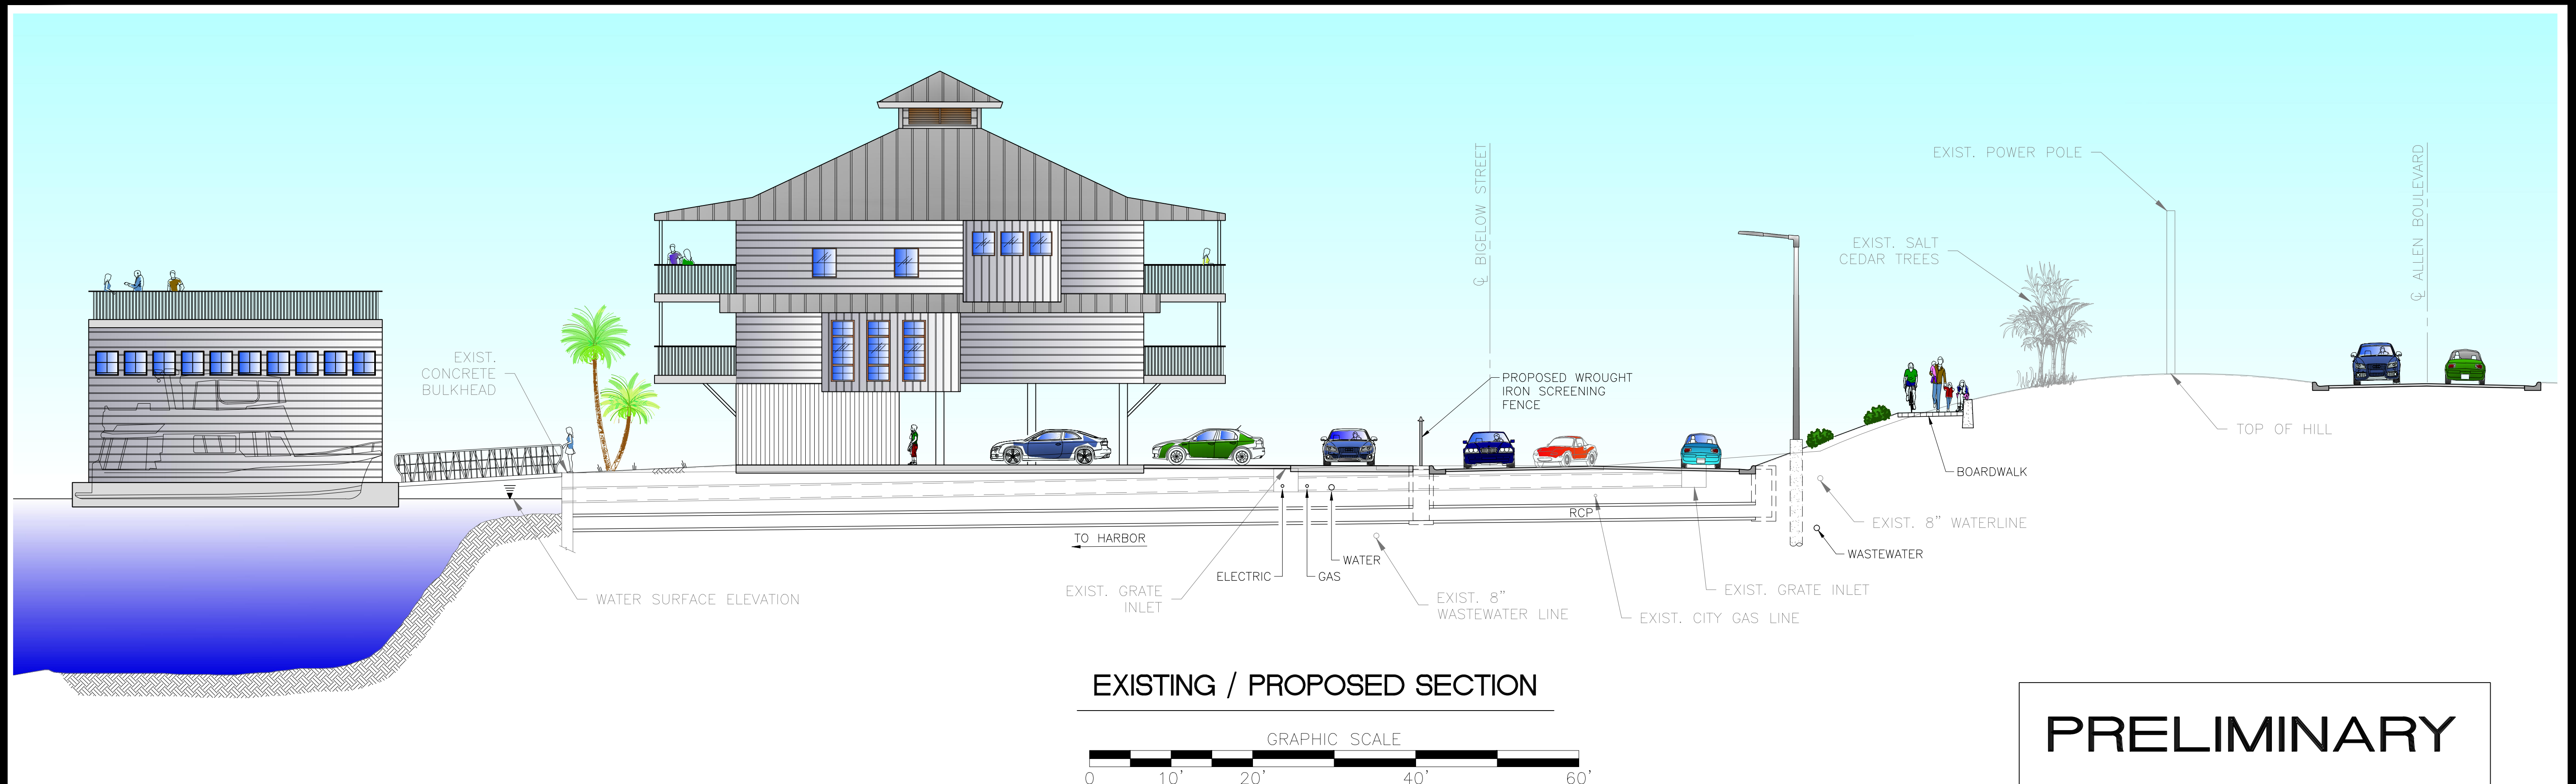 EXIST.
CONCRETE
BULKHEAD
WATER SURFACE ELEVATION
TO HARBOR
EXIST. GRATE
INLET
ELECTRIC
GAS
WATER
EXIST. 8"
WASTEWATER LINE
℄ BIGELOW STREET
PROPOSED WROUGHT
IRON SCREENING
FENCE
RCP
EXIST. CITY GAS LINE
EXIST. GRATE INLET
EXIST. 8" WATERLINE
WASTEWATER
BOARDWALK
EXIST. SALT
CEDAR TREES
EXIST. POWER POLE
TOP OF HILL
℄ ALLEN BOULEVARD
EXISTING / PROPOSED SECTION
GRAPHIC SCALE
0 10' 20' 40' 60'
PRELIMINARY